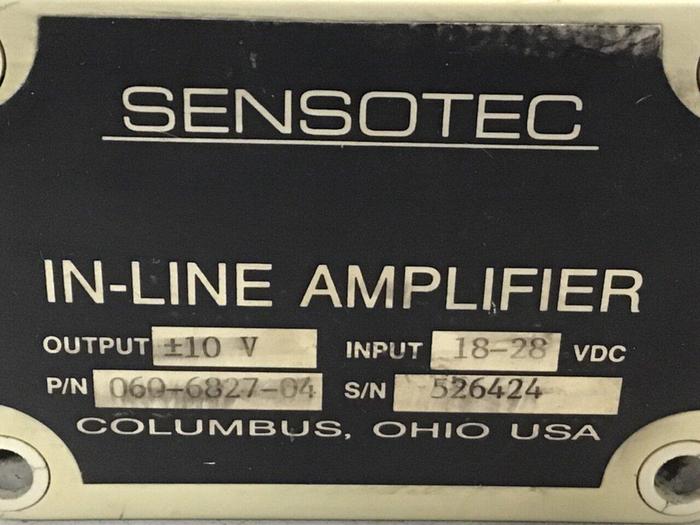 SENSOTEC
IN-LINE AMPLIFIER
OUTPUT ±10 V INPUT 18-28 VDC
P/N 060-6827-04 S/N 526424
COLUMBUS, OHIO USA